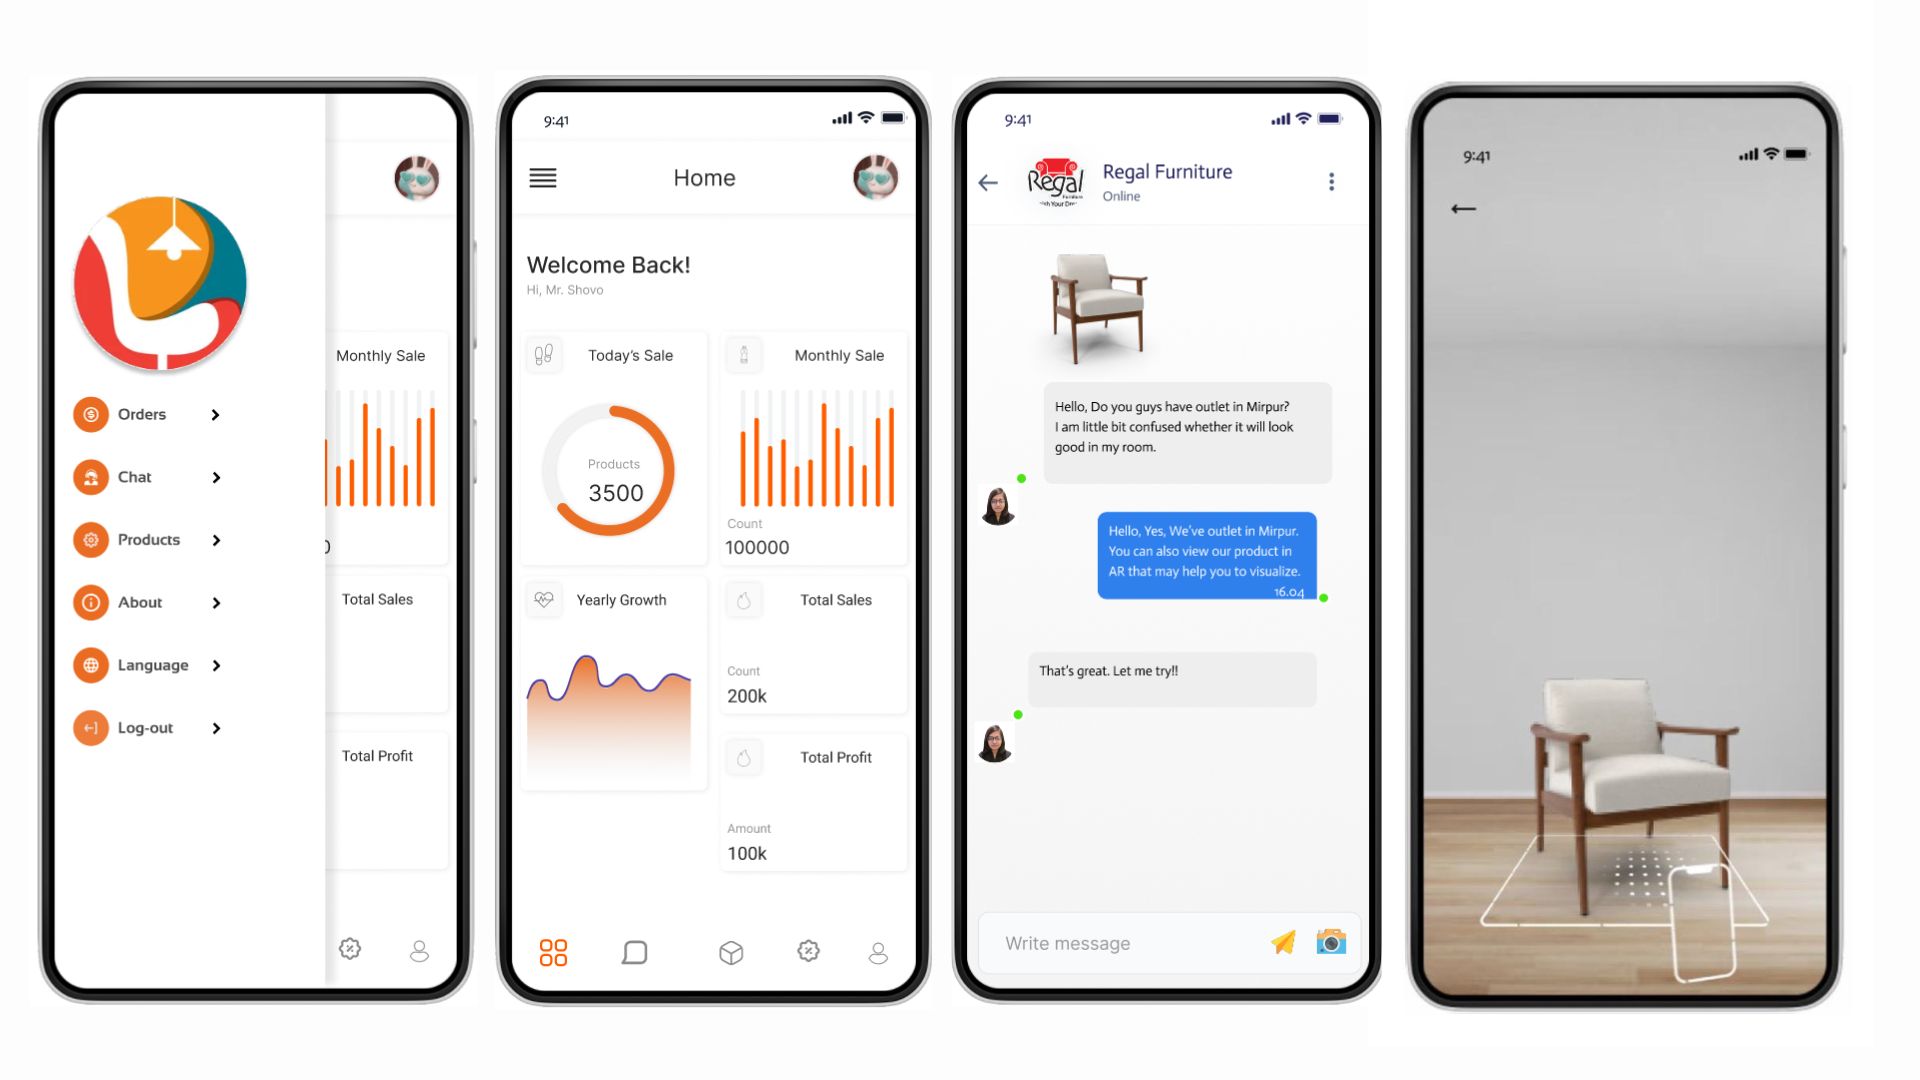 Monthly Sale
Orders
Chat
Products
About
Language
Log-out
Total Sales
Total Profit
9:41
Home
Welcome Back!
Hi, Mr. Shovo
Today's Sale
Products
3500
Monthly Sale
Count
100000
Yearly Growth
Total Sales
Count
200k
Total Profit
Amount
100k
9:41
Regal
Furniture
Regal Furniture
Online
Hello, Do you guys have outlet in Mirpur?
I am little bit confused whether it will look
good in my room.
Hello, Yes, We've outlet in Mirpur.
You can also view our product in
AR that may help you to visualize.
16.04
That's great. Let me try!!
Write message
9:41